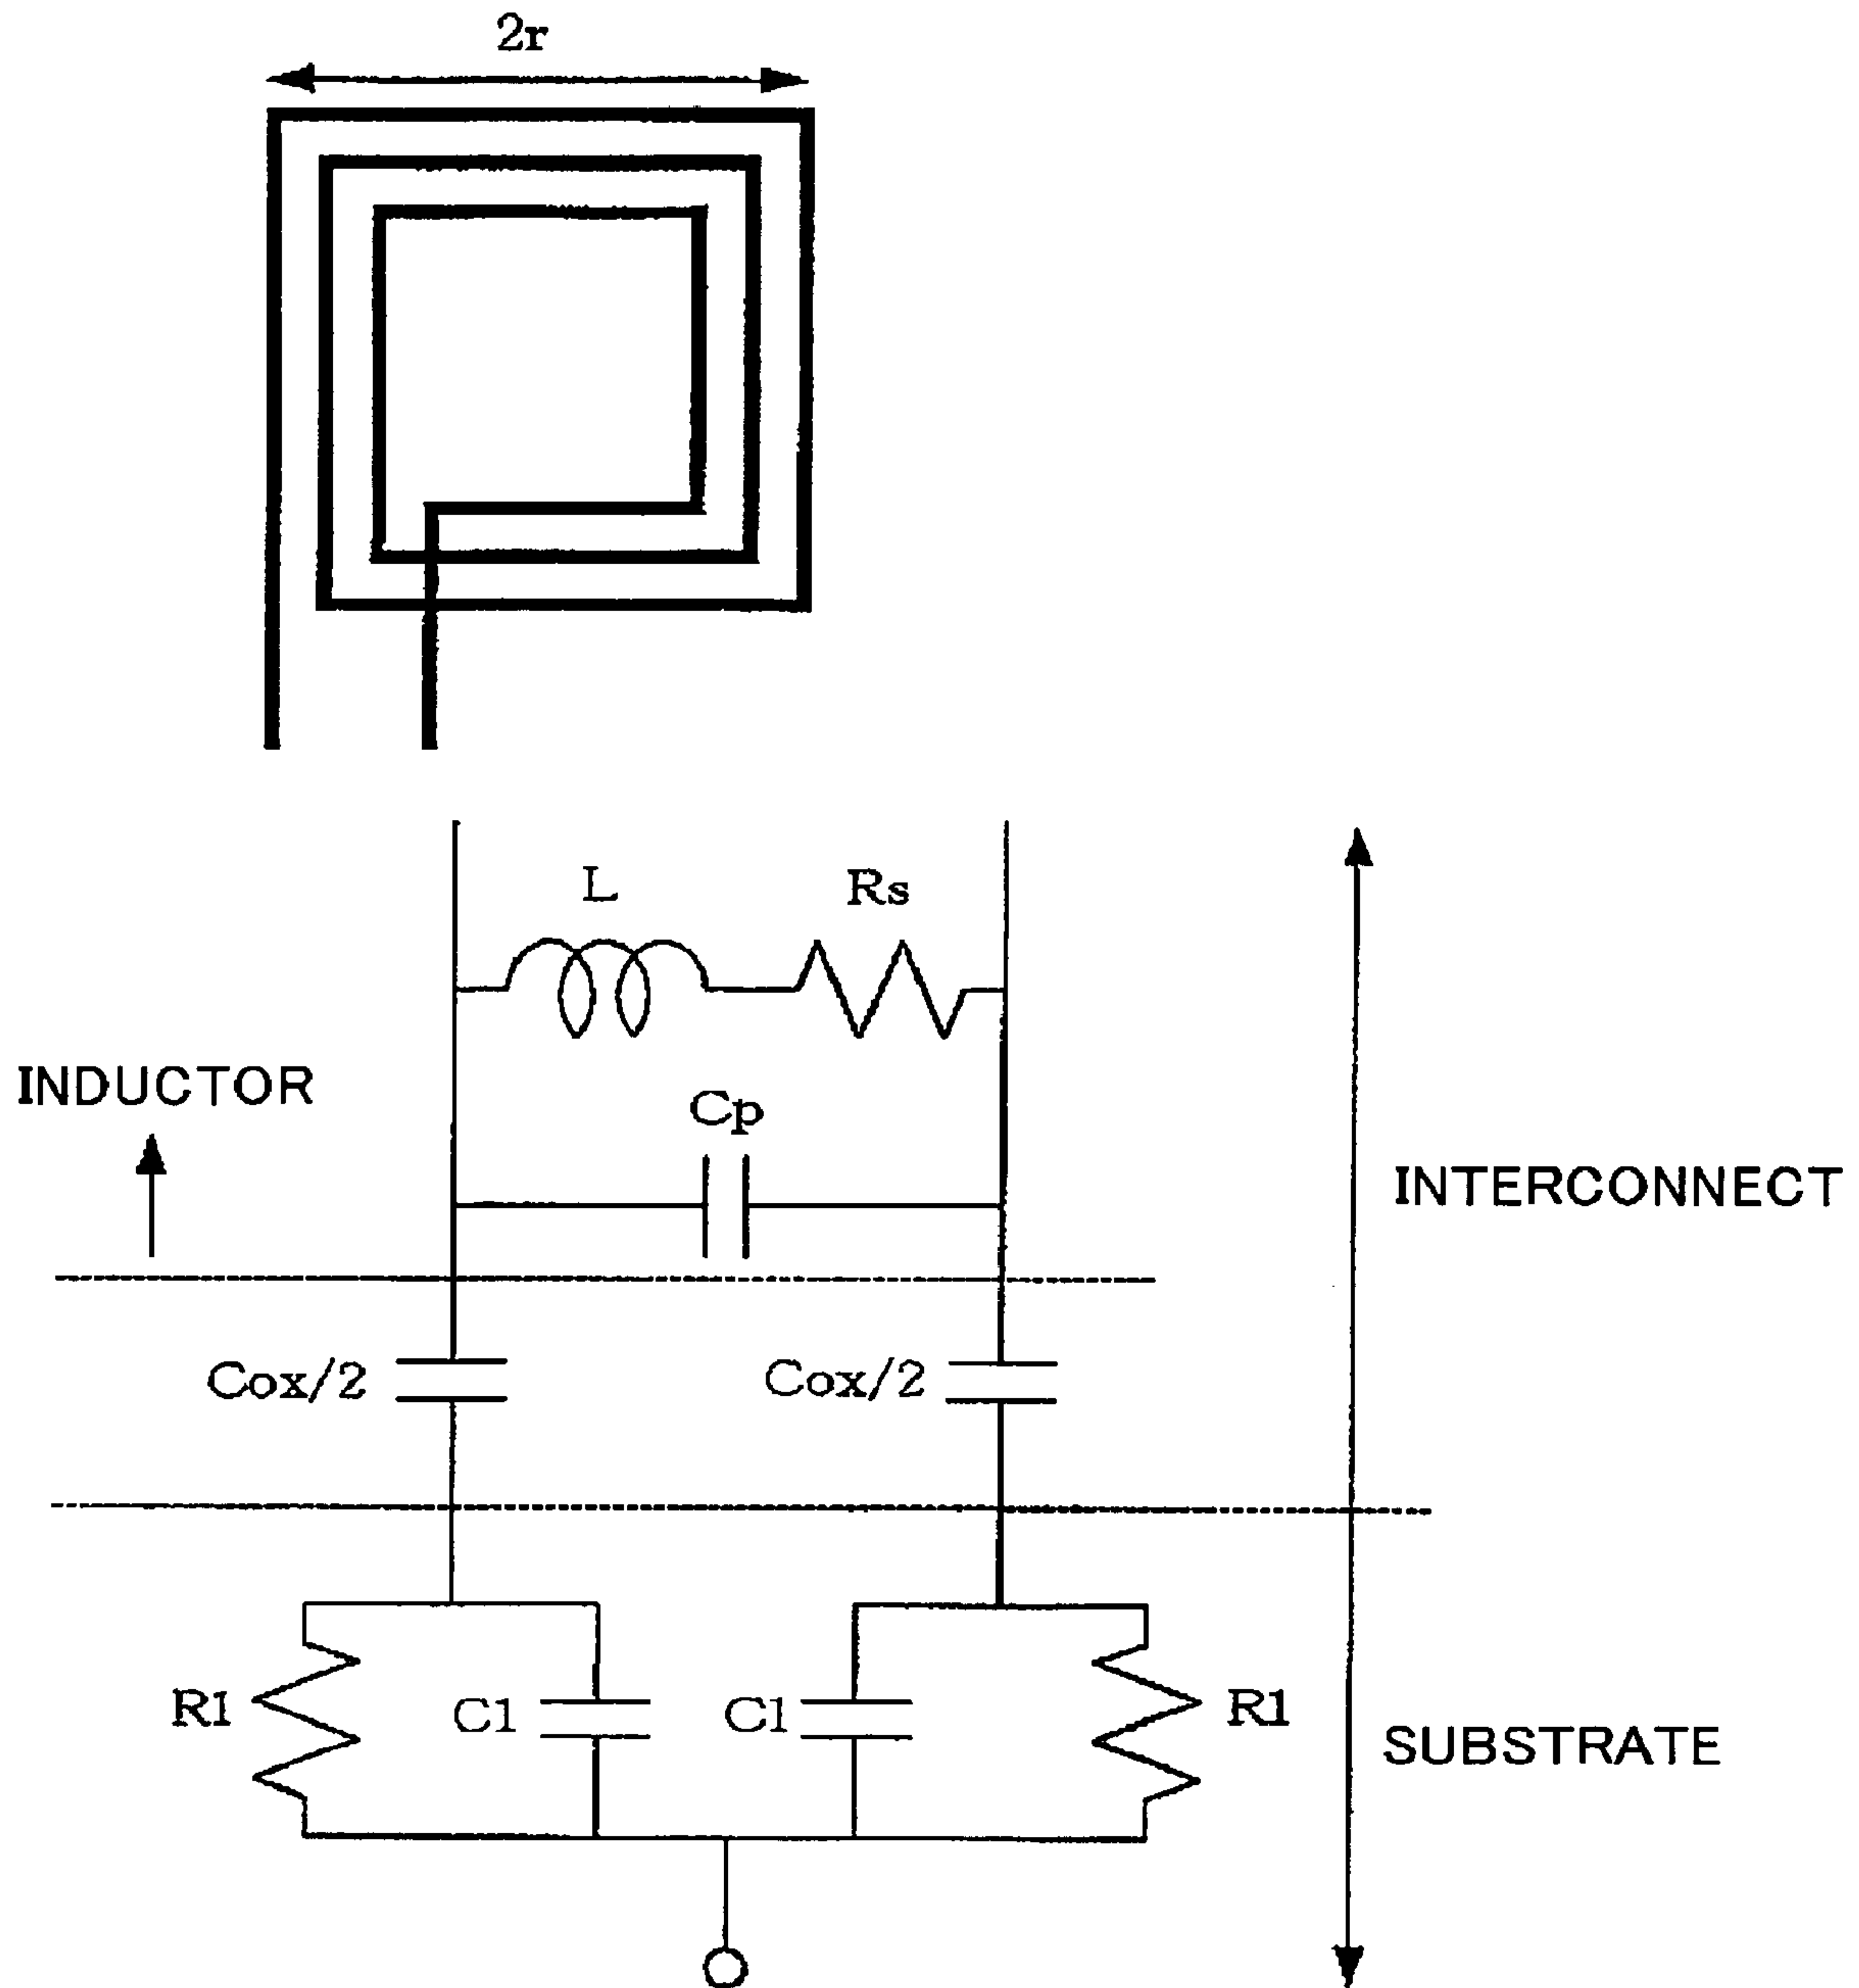 2r
L
Rs
INDUCTOR
Cp
INTERCONNECT
Cox/2
Cox/2
R1
C1
C1
R1
SUBSTRATE